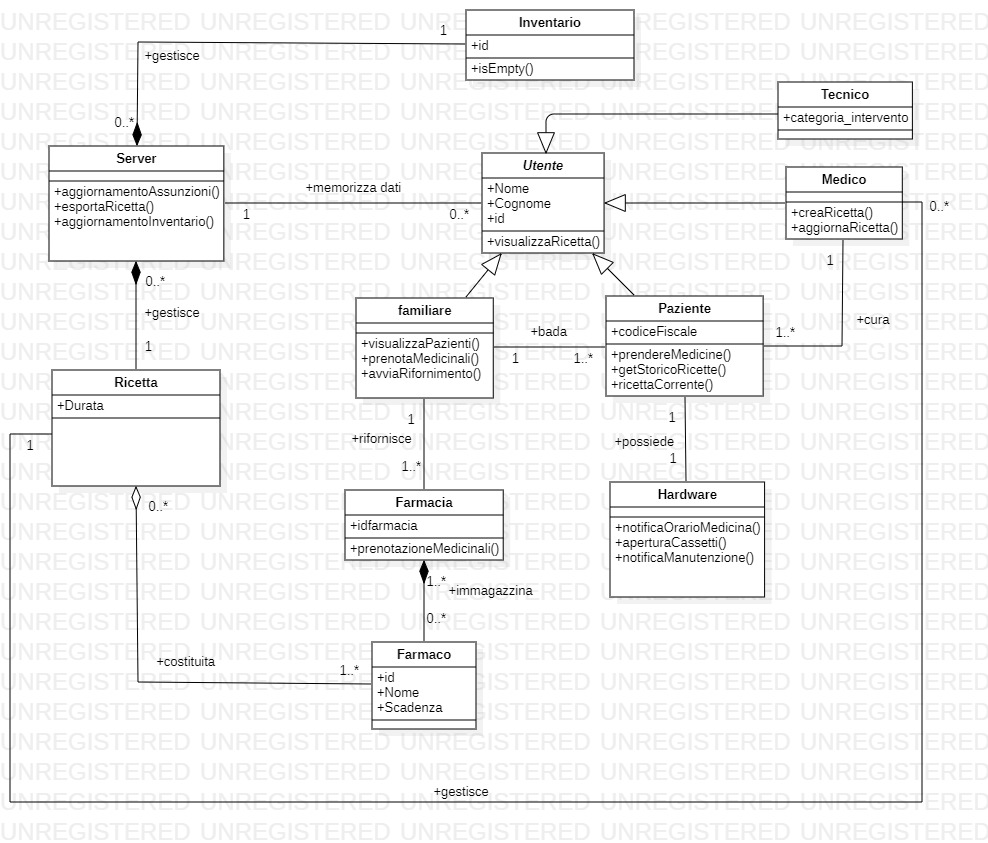 Inventario
+id
+isEmpty()
1
+gestisce
0..*
Tecnico
+categoria_intervento
Server
+aggiornamentoAssunzioni()
+esportaRicetta()
+aggiornamentoInventario()
+memorizza dati
1
0..*
Utente
+Nome
+Cognome
+id
+visualizzaRicetta()
Medico
+creaRicetta()
+aggiornaRicetta()
0..*
1
+cura
1..*
0..*
+gestisce
1
familiare
+visualizzaPazienti()
+prenotaMedicinali()
+avviaRifornimento()
+bada
1
1..*
Paziente
+codiceFiscale
+prendereMedicine()
+getStoricoRicette()
+ricettaCorrente()
Ricetta
+Durata
1
0..*
1
+rifornisce
1..*
1
+possiede
1
Farmacia
+idfarmacia
+prenotazioneMedicinali()
Hardware
+notificaOrarioMedicina()
+aperturaCassetti()
+notificaManutenzione()
1..*
+immagazzina
0..*
+costituita
1..*
Farmaco
+id
+Nome
+Scadenza
+gestisce
UNREGISTERED